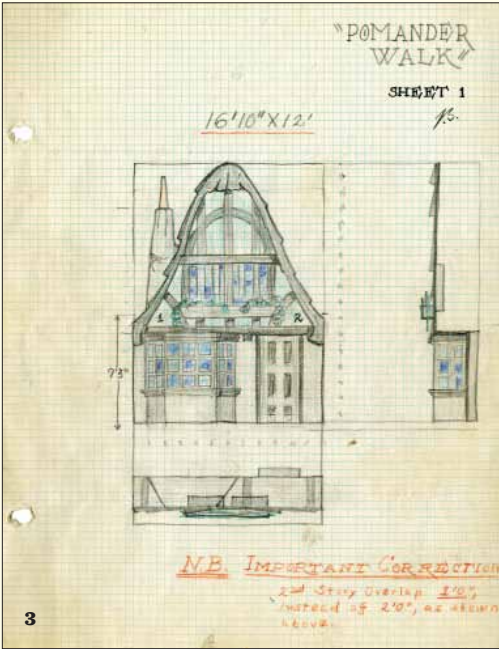 "POMANDER
WALK"
SHEET 1
16'10" X 12'
1
2
7'3"
N.B. IMPORTANT CORRECTION
2nd Story Overlap 1'0",
instead of 2'0", as shown
above.
3